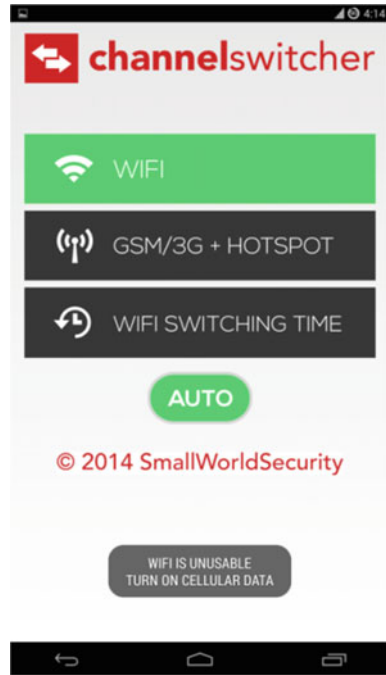 4:14
channelswitcher
WIFI
GSM/3G + HOTSPOT
WIFI SWITCHING TIME
AUTO
© 2014 SmallWorldSecurity
WIFI IS UNUSABLE
TURN ON CELLULAR DATA